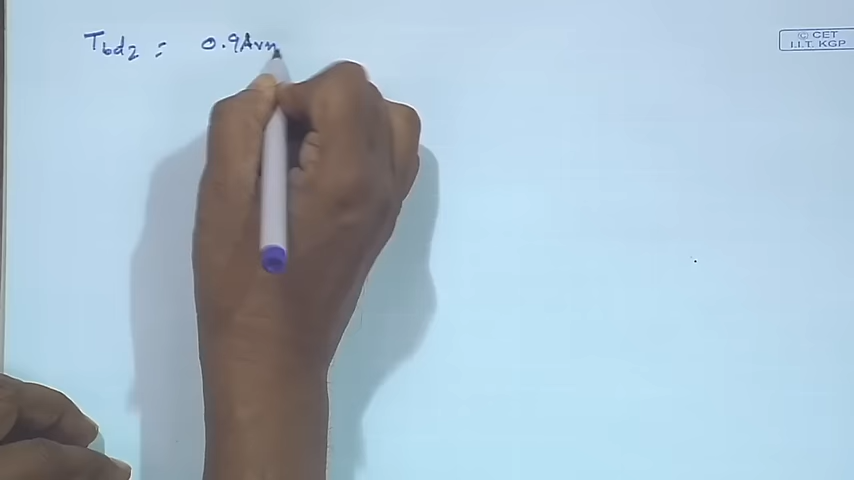 Tbd2 = 0.9Avn
© CET
I.I.T. KGP